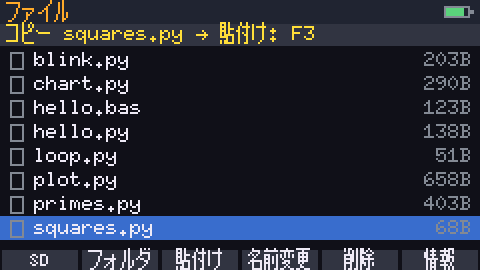 ファイル
コピー squares.py → 貼付け: F3
blink.py 203B
chart.py 290B
hello.bas 123B
hello.py 138B
loop.py 51B
plot.py 658B
primes.py 403B
squares.py 68B
SD フォルダ 貼付け 名前変更 削除 情報